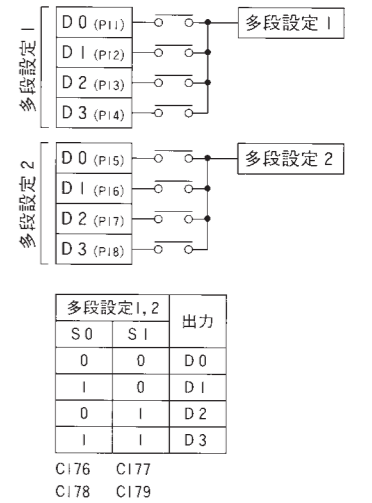 多段設定1
D0 (P11)
D1 (P12)
D2 (P13)
D3 (P14)
多段設定1
多段設定2
D0 (P15)
D1 (P16)
D2 (P17)
D3 (P18)
多段設定2
多段設定1,2 出力
S0 S1
0 0 D0
1 0 D1
0 1 D2
1 1 D3
C176 C177
C178 C179